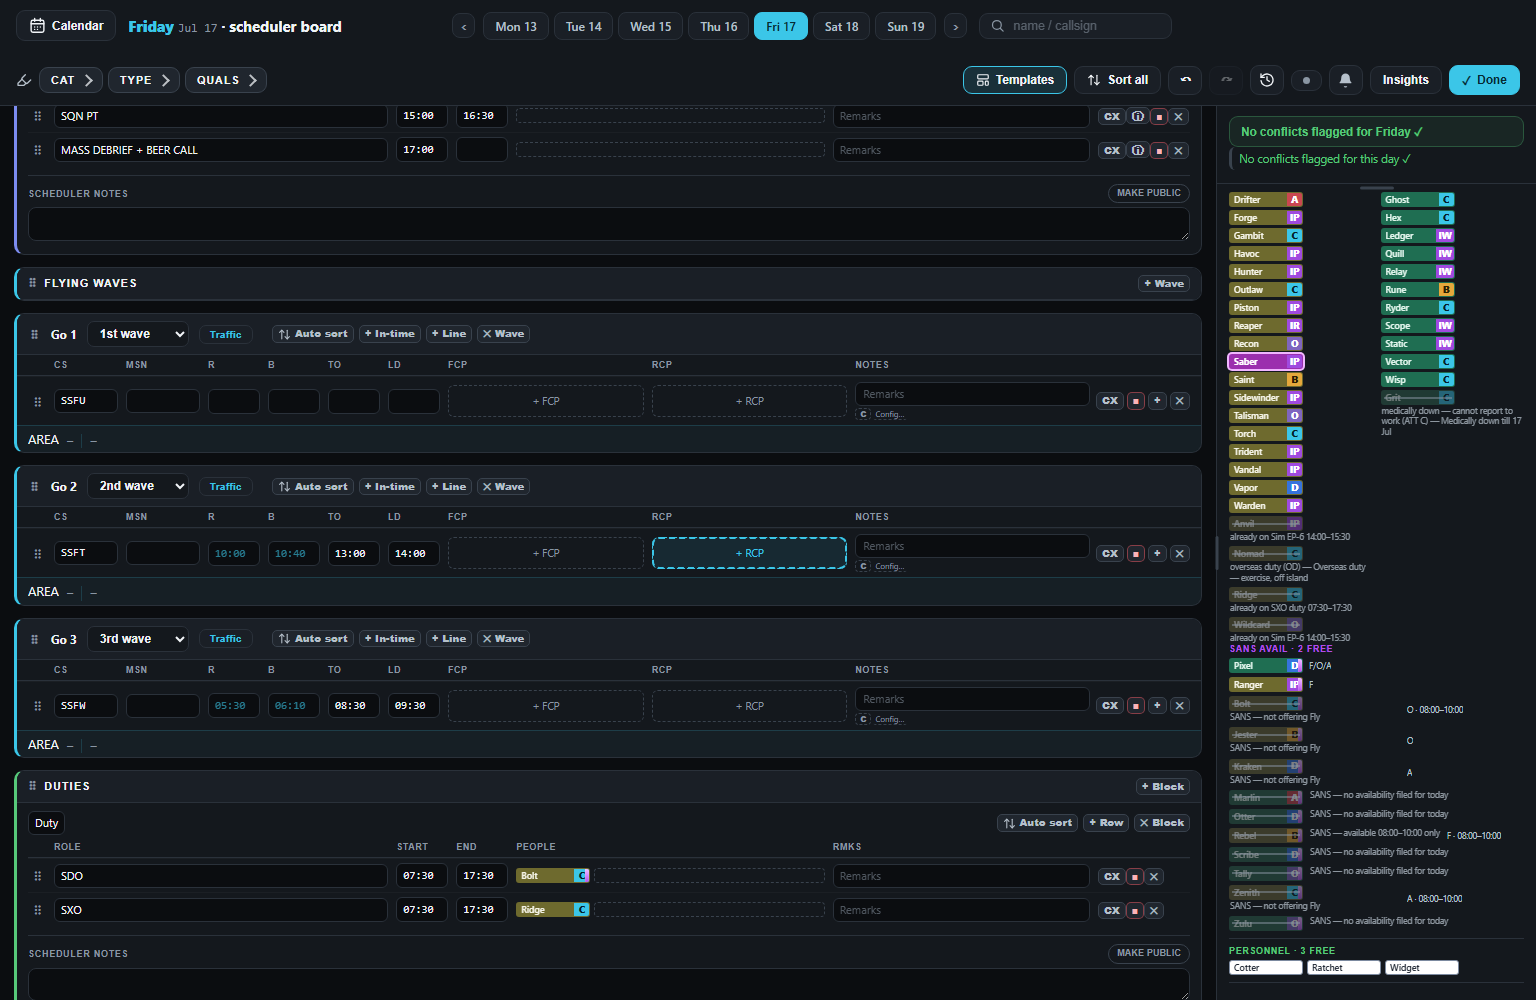 Calendar
Friday Jul 17 · scheduler board
‹ Mon 13 Tue 14 Wed 15 Thu 16 Fri 17 Sat 18 Sun 19 ›
name / callsign
CAT TYPE QUALS
Templates Sort all Insights ✓ Done
SQN PT 15:00 16:30 Remarks CX
MASS DEBRIEF + BEER CALL 17:00 Remarks CX
SCHEDULER NOTES MAKE PUBLIC
FLYING WAVES + Wave
Go 1 1st wave Traffic Auto sort + In-time + Line × Wave
CS MSN R B TO LD FCP RCP NOTES
SSFU + FCP + RCP Remarks CX + ×
C Config...
AREA – | –
Go 2 2nd wave Traffic Auto sort + In-time + Line × Wave
CS MSN R B TO LD FCP RCP NOTES
SSFT 10:00 10:40 13:00 14:00 + FCP + RCP Remarks CX + ×
C Config...
AREA – | –
Go 3 3rd wave Traffic Auto sort + In-time + Line × Wave
CS MSN R B TO LD FCP RCP NOTES
SSFW 05:30 06:10 08:30 09:30 + FCP + RCP Remarks CX + ×
C Config...
AREA – | –
DUTIES + Block
Duty Auto sort + Row × Block
ROLE START END PEOPLE RMKS
SDO 07:30 17:30 Bolt C Remarks CX ×
SXO 07:30 17:30 Ridge C Remarks CX ×
SCHEDULER NOTES MAKE PUBLIC
No conflicts flagged for Friday ✓
No conflicts flagged for this day ✓
Drifter A
Forge IP
Gambit C
Havoc IP
Hunter IP
Outlaw C
Piston IP
Reaper IR
Recon O
Saber IP
Saint B
Sidewinder IP
Talisman O
Torch C
Trident IP
Vandal IP
Vapor D
Warden IP
Anvil IP
already on Sim EP-6 14:00–15:30
Nomad C
overseas duty (OD) — Overseas duty
— exercise, off island
Ridge C
already on SXO duty 07:30–17:30
Wildcard O
already on Sim EP-6 14:00–15:30
Ghost C
Hex C
Ledger IW
Quill IW
Relay IW
Rune B
Ryder C
Scope IW
Static IW
Vector C
Wisp C
Grit C
medically down — cannot report to
work (ATT C) — Medically down till 17
Jul
SANS AVAIL · 2 FREE
Pixel D F/O/A
Ranger IP F
Bolt C
SANS — not offering Fly O · 08:00–10:00
Jester B
SANS — not offering Fly O
Kraken D
SANS — not offering Fly A
Marlin A SANS — no availability filed for today
Otter D SANS — no availability filed for today
Rebel B SANS — available 08:00–10:00 only F · 08:00–10:00
Scribe D SANS — no availability filed for today
Tally O SANS — no availability filed for today
Zenith C
SANS — not offering Fly A · 08:00–10:00
Zulu O SANS — no availability filed for today
PERSONNEL · 3 FREE
Cotter Ratchet Widget